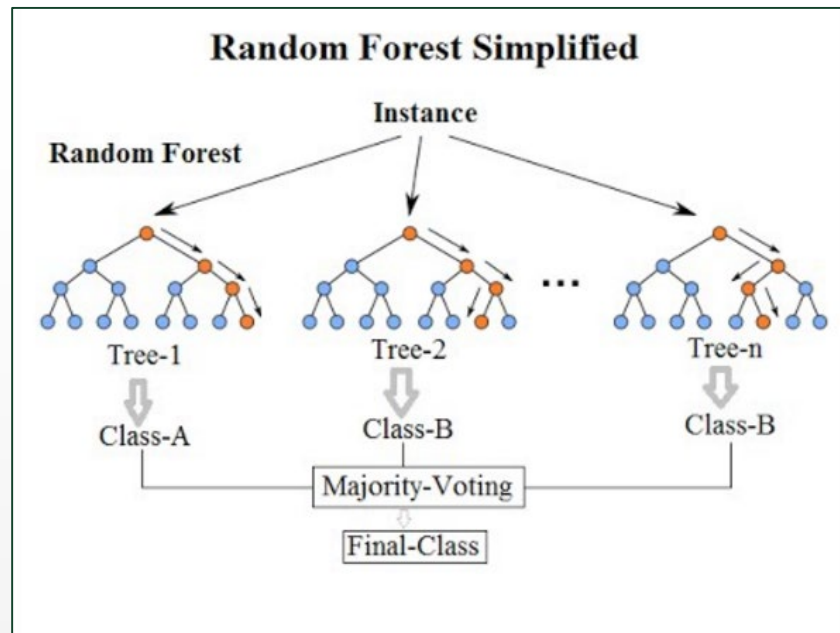 Random Forest Simplified
Instance
Random Forest
...
Tree-1 Tree-2 Tree-n
Class-A Class-B Class-B
Majority-Voting
Final-Class